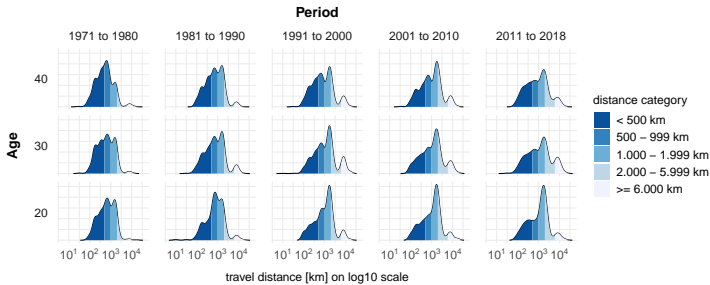 Period
1971 to 1980 1981 to 1990 1991 to 2000 2001 to 2010 2011 to 2018
Age
40
30
20
distance category
< 500 km
500 – 999 km
1.000 – 1.999 km
2.000 – 5.999 km
>= 6.000 km
10¹ 10² 10³ 10⁴ 10¹ 10² 10³ 10⁴ 10¹ 10² 10³ 10⁴ 10¹ 10² 10³ 10⁴ 10¹ 10² 10³ 10⁴
travel distance [km] on log10 scale